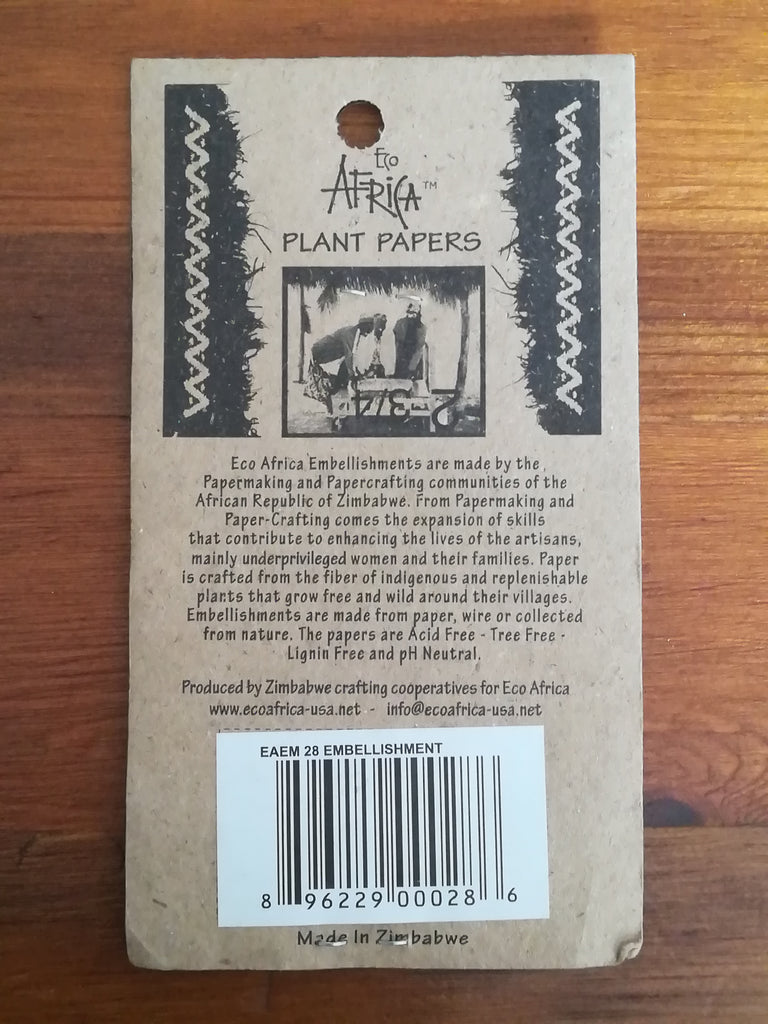 Eco
AFRICA™
PLANT PAPERS
2-3/4
Eco Africa Embellishments are made by the
Papermaking and Papercrafting communities of the
African Republic of Zimbabwe. From Papermaking and
Paper-Crafting comes the expansion of skills
that contribute to enhancing the lives of the artisans,
mainly underprivileged women and their families. Paper
is crafted from the fiber of indigenous and replenishable
plants that grow free and wild around their villages.
Embellishments are made from paper, wire or collected
from nature. The papers are Acid Free - Tree Free -
Lignin Free and pH Neutral.
Produced by Zimbabwe crafting cooperatives for Eco Africa
www.ecoafrica-usa.net - info@ecoafrica-usa.net
EAEM 28 EMBELLISHMENT
8 96229 00028 6
Made In Zimbabwe